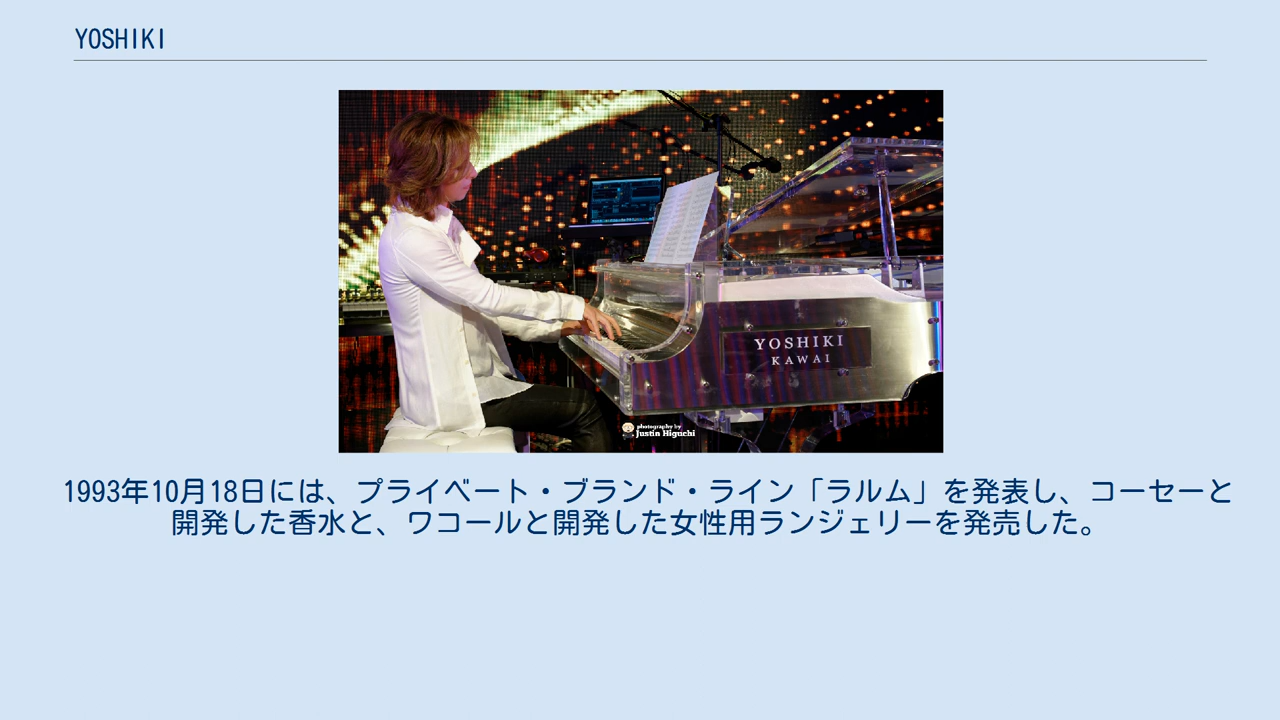 YOSHIKI
YOSHIKI
KAWAI
photography by
Justin Higuchi
1993年10月18日には、プライベート・ブランド・ライン「ラルム」を発表し、コーセーと
開発した香水と、ワコールと開発した女性用ランジェリーを発売した。